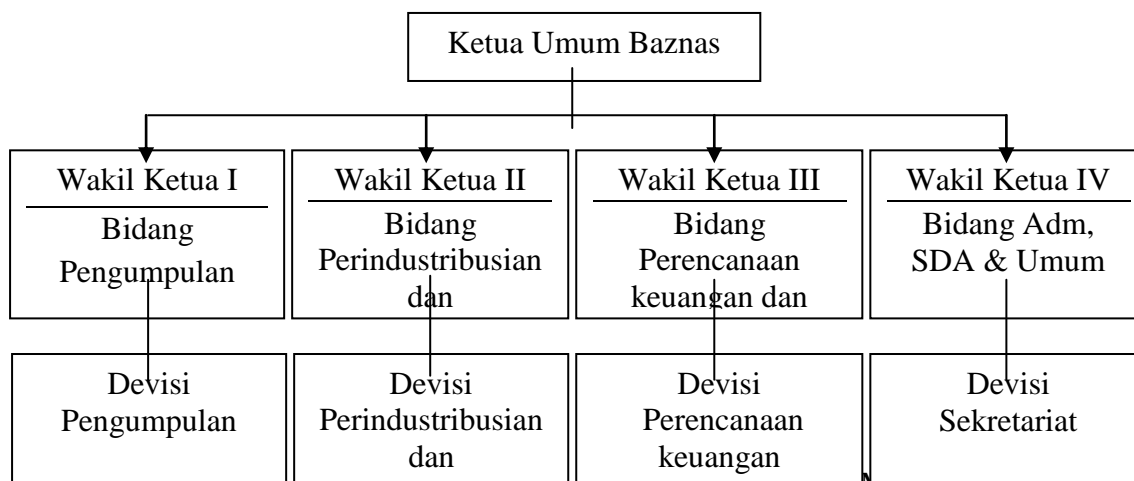 Ketua Umum Baznas
Wakil Ketua I
Bidang
Pengumpulan
Wakil Ketua II
Bidang
Perindustribusian
dan
Wakil Ketua III
Bidang
Perencanaan
keuangan dan
Wakil Ketua IV
Bidang Adm,
SDA & Umum
Devisi
Pengumpulan
Devisi
Perindustribusian
dan
Devisi
Perencanaan
keuangan
Devisi
Sekretariat